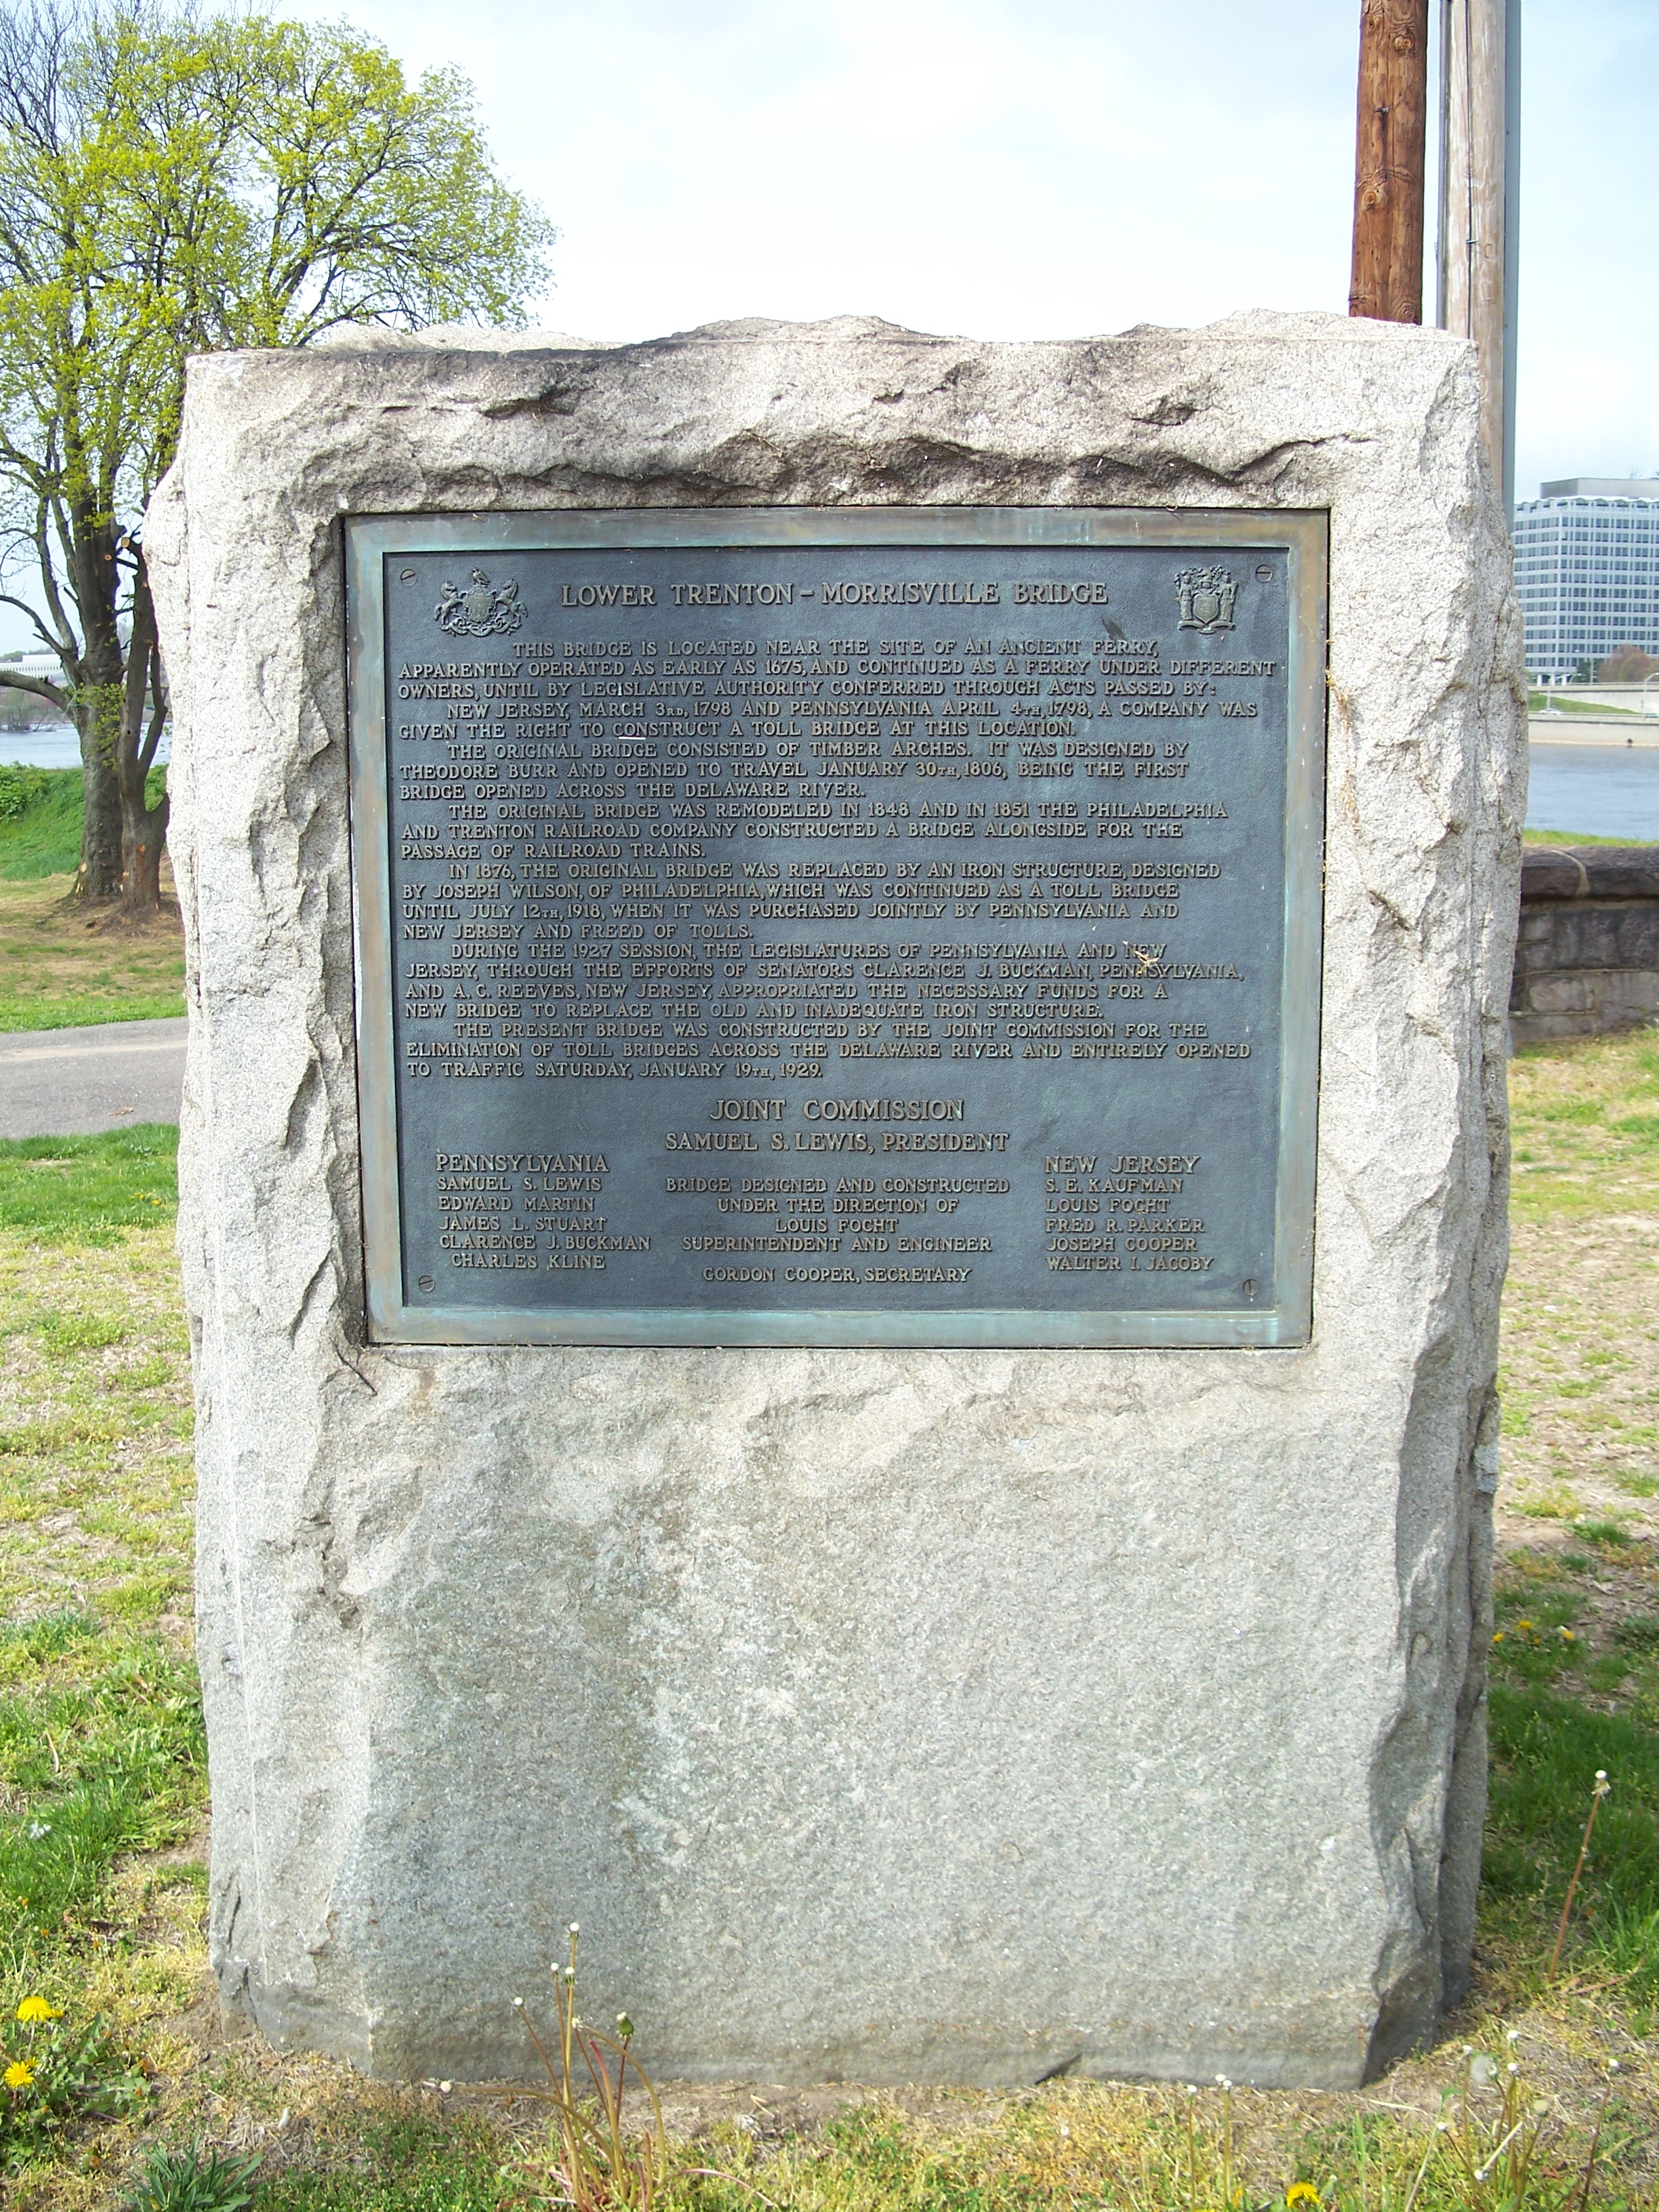 LOWER TRENTON – MORRISVILLE BRIDGE
THIS BRIDGE IS LOCATED NEAR THE SITE OF AN ANCIENT FERRY,
APPARENTLY OPERATED AS EARLY AS 1675, AND CONTINUED AS A FERRY UNDER DIFFERENT
OWNERS, UNTIL BY LEGISLATIVE AUTHORITY CONFERRED THROUGH ACTS PASSED BY:
NEW JERSEY, MARCH 3RD, 1798 AND PENNSYLVANIA APRIL 4TH, 1798, A COMPANY WAS
GIVEN THE RIGHT TO CONSTRUCT A TOLL BRIDGE AT THIS LOCATION.
THE ORIGINAL BRIDGE CONSISTED OF TIMBER ARCHES. IT WAS DESIGNED BY
THEODORE BURR AND OPENED TO TRAVEL JANUARY 30TH, 1806, BEING THE FIRST
BRIDGE OPENED ACROSS THE DELAWARE RIVER.
THE ORIGINAL BRIDGE WAS REMODELED IN 1848 AND IN 1851 THE PHILADELPHIA
AND TRENTON RAILROAD COMPANY CONSTRUCTED A BRIDGE ALONGSIDE FOR THE
PASSAGE OF RAILROAD TRAINS.
IN 1876, THE ORIGINAL BRIDGE WAS REPLACED BY AN IRON STRUCTURE, DESIGNED
BY JOSEPH WILSON, OF PHILADELPHIA, WHICH WAS CONTINUED AS A TOLL BRIDGE
UNTIL JULY 12TH, 1918, WHEN IT WAS PURCHASED JOINTLY BY PENNSYLVANIA AND
NEW JERSEY AND FREED OF TOLLS.
DURING THE 1927 SESSION, THE LEGISLATURES OF PENNSYLVANIA AND NEW
JERSEY, THROUGH THE EFFORTS OF SENATORS CLARENCE J. BUCKMAN, PENNSYLVANIA,
AND A. C. REEVES, NEW JERSEY, APPROPRIATED THE NECESSARY FUNDS FOR A
NEW BRIDGE TO REPLACE THE OLD AND INADEQUATE IRON STRUCTURE.
THE PRESENT BRIDGE WAS CONSTRUCTED BY THE JOINT COMMISSION FOR THE
ELIMINATION OF TOLL BRIDGES ACROSS THE DELAWARE RIVER AND ENTIRELY OPENED
TO TRAFFIC SATURDAY, JANUARY 19TH, 1929.
JOINT COMMISSION
SAMUEL S. LEWIS, PRESIDENT
PENNSYLVANIA
SAMUEL S. LEWIS
EDWARD MARTIN
JAMES L. STUART
CLARENCE J. BUCKMAN
CHARLES KLINE
BRIDGE DESIGNED AND CONSTRUCTED
UNDER THE DIRECTION OF
LOUIS FOCHT
SUPERINTENDENT AND ENGINEER
GORDON COOPER, SECRETARY
NEW JERSEY
S. E. KAUFMAN
LOUIS FOCHT
FRED R. PARKER
JOSEPH COOPER
WALTER I. JACOBY